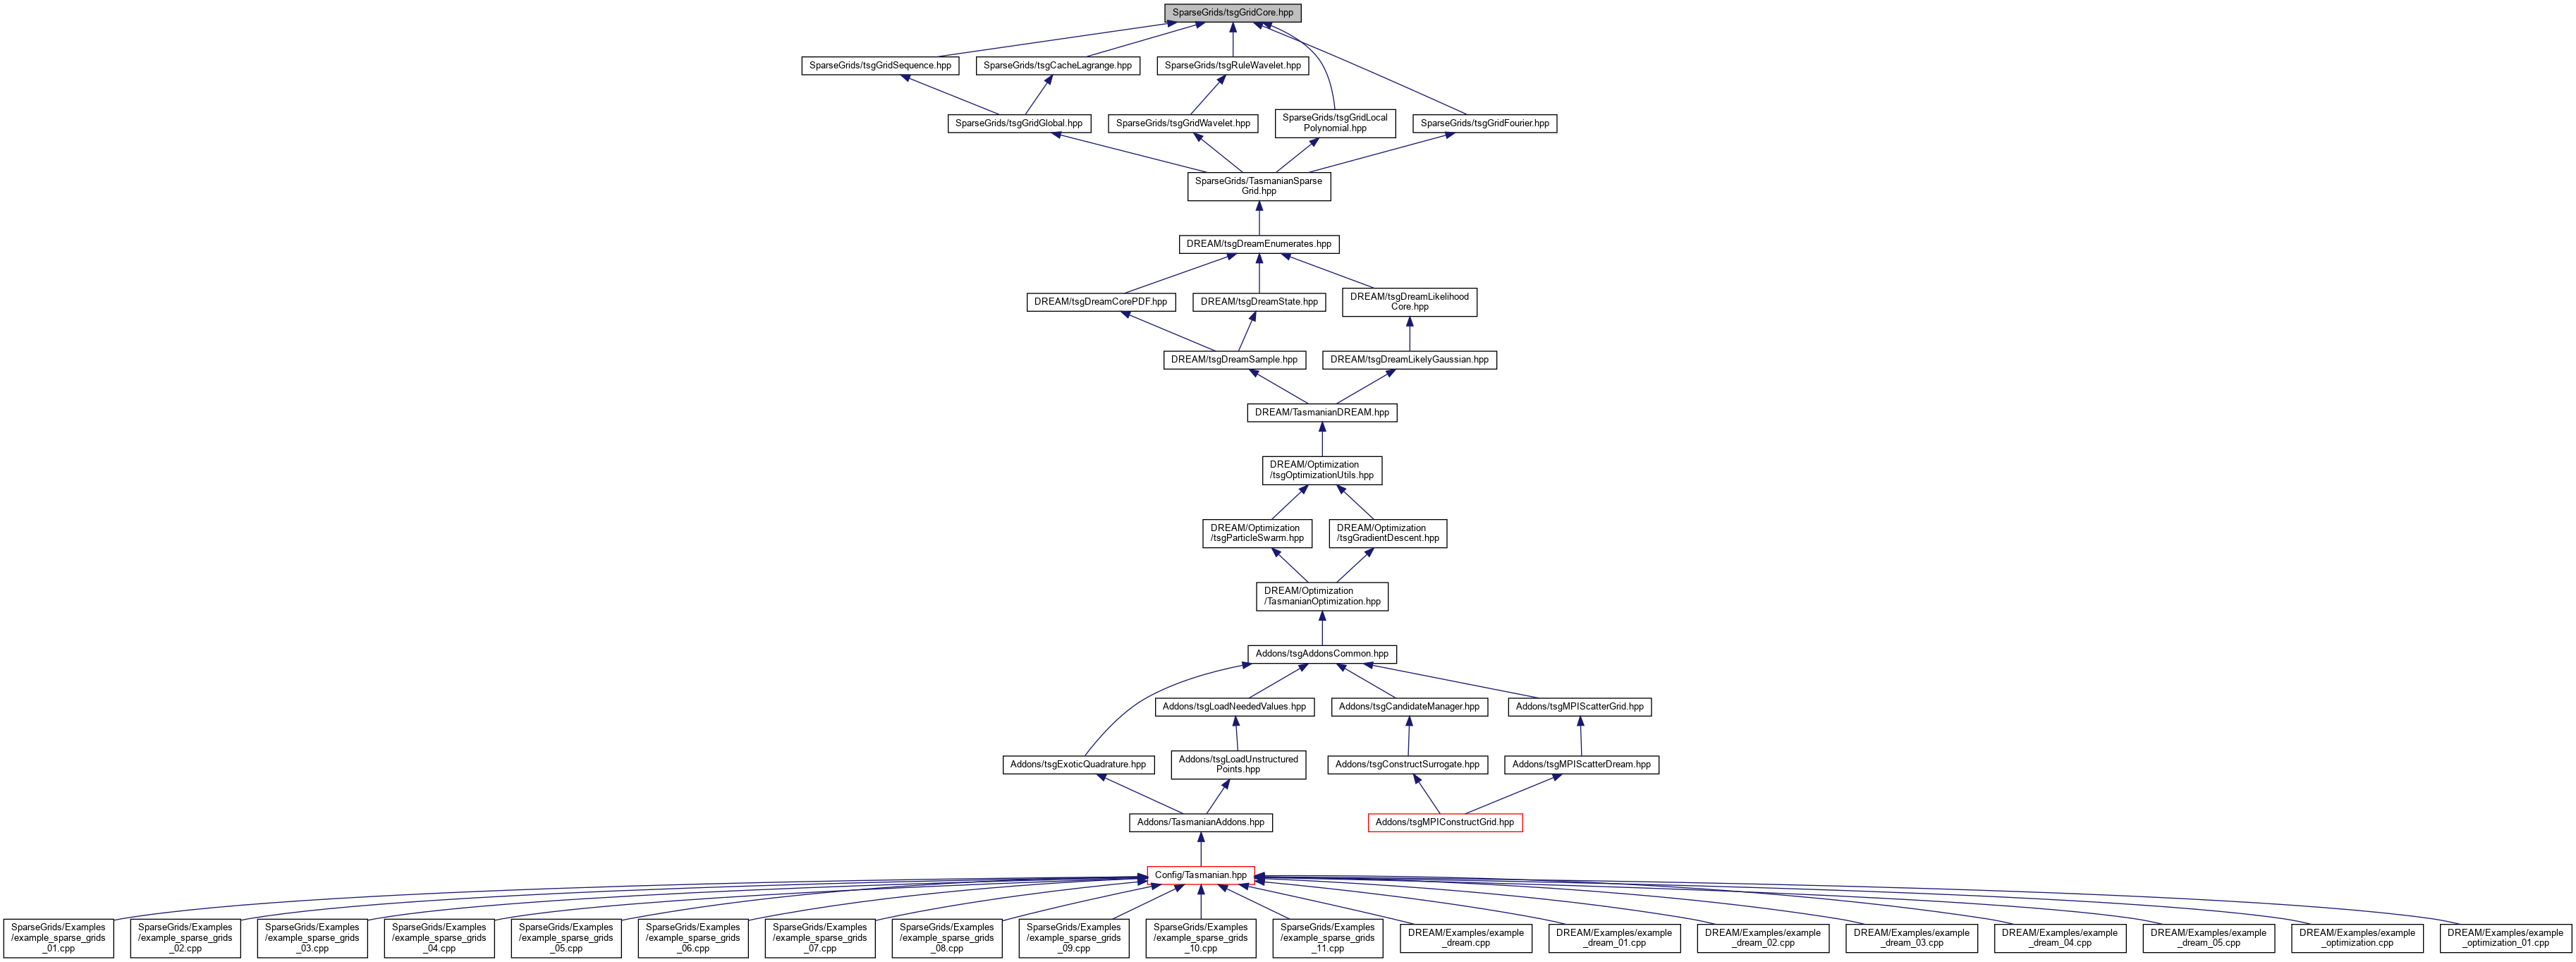 SparseGrids/tsgGridCore.hpp
SparseGrids/tsgGridSequence.hpp
SparseGrids/tsgCacheLagrange.hpp
SparseGrids/tsgRuleWavelet.hpp
SparseGrids/tsgGridGlobal.hpp
SparseGrids/tsgGridWavelet.hpp
SparseGrids/tsgGridLocal
Polynomial.hpp
SparseGrids/tsgGridFourier.hpp
SparseGrids/TasmanianSparse
Grid.hpp
DREAM/tsgDreamEnumerates.hpp
DREAM/tsgDreamCorePDF.hpp
DREAM/tsgDreamState.hpp
DREAM/tsgDreamLikelihood
Core.hpp
DREAM/tsgDreamSample.hpp
DREAM/tsgDreamLikelyGaussian.hpp
DREAM/TasmanianDREAM.hpp
DREAM/Optimization
/tsgOptimizationUtils.hpp
DREAM/Optimization
/tsgParticleSwarm.hpp
DREAM/Optimization
/tsgGradientDescent.hpp
DREAM/Optimization
/TasmanianOptimization.hpp
Addons/tsgAddonsCommon.hpp
Addons/tsgLoadNeededValues.hpp
Addons/tsgCandidateManager.hpp
Addons/tsgMPIScatterGrid.hpp
Addons/tsgExoticQuadrature.hpp
Addons/tsgLoadUnstructured
Points.hpp
Addons/tsgConstructSurrogate.hpp
Addons/tsgMPIScatterDream.hpp
Addons/TasmanianAddons.hpp
Addons/tsgMPIConstructGrid.hpp
Config/Tasmanian.hpp
SparseGrids/Examples
/example_sparse_grids
_01.cpp
SparseGrids/Examples
/example_sparse_grids
_02.cpp
SparseGrids/Examples
/example_sparse_grids
_03.cpp
SparseGrids/Examples
/example_sparse_grids
_04.cpp
SparseGrids/Examples
/example_sparse_grids
_05.cpp
SparseGrids/Examples
/example_sparse_grids
_06.cpp
SparseGrids/Examples
/example_sparse_grids
_07.cpp
SparseGrids/Examples
/example_sparse_grids
_08.cpp
SparseGrids/Examples
/example_sparse_grids
_09.cpp
SparseGrids/Examples
/example_sparse_grids
_10.cpp
SparseGrids/Examples
/example_sparse_grids
_11.cpp
DREAM/Examples/example
_dream.cpp
DREAM/Examples/example
_dream_01.cpp
DREAM/Examples/example
_dream_02.cpp
DREAM/Examples/example
_dream_03.cpp
DREAM/Examples/example
_dream_04.cpp
DREAM/Examples/example
_dream_05.cpp
DREAM/Examples/example
_optimization.cpp
DREAM/Examples/example
_optimization_01.cpp